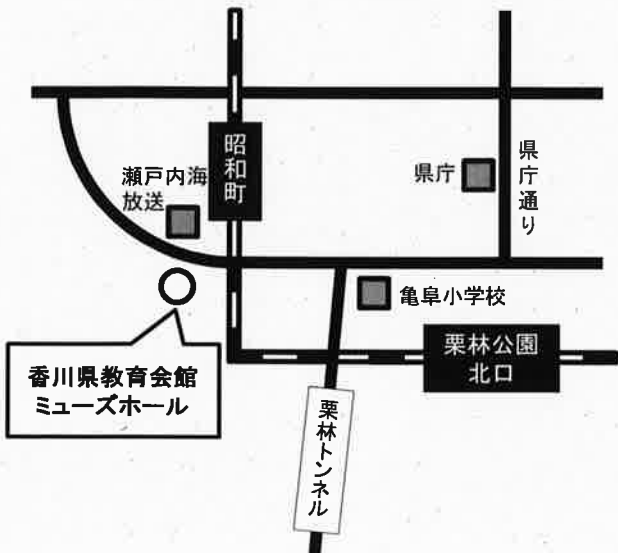 昭和町
瀬戸内海
放送
県庁
県庁通り
亀阜小学校
栗林公園
北口
香川県教育会館
ミューズホール
栗林トンネル